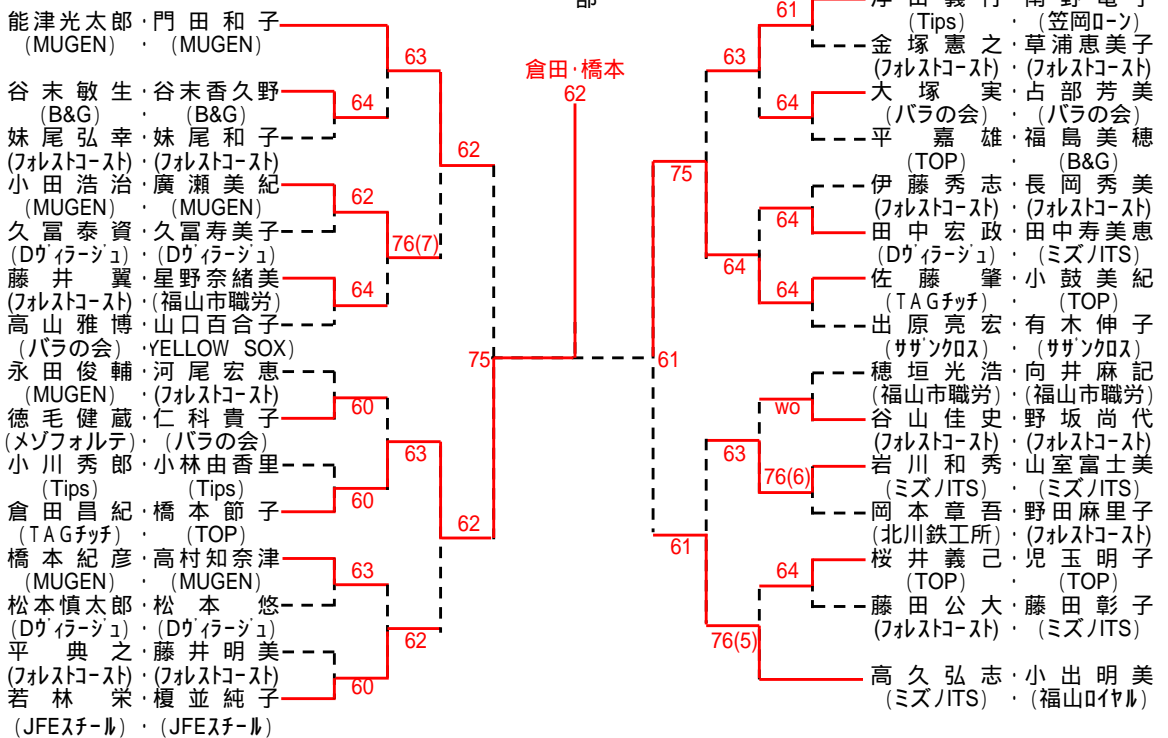 部
能津光太郎・門田和子
(MUGEN)・(MUGEN)
谷末敏生・谷末香久野
(B&G)(B&G)
妹尾弘幸・妹尾和子
(フォレストコースト)・(フォレストコースト)
小田浩治・廣瀬美紀
(MUGEN)・(MUGEN)
久冨泰資・久冨寿美子
(Dヴィラージュ)・(Dヴィラージュ)
藤井翼・星野奈緒美
(フォレストコースト)・(福山市職労)
高山雅博・山口百合子
(バラの会)・YELLOW SOX)
永田俊輔・河尾宏恵
(MUGEN)・(フォレストコースト)
徳毛健蔵・仁科貴子
(メゾフォルテ)・(バラの会)
小川秀郎・小林由香里
(Tips)(Tips)
倉田昌紀・橋本節子
(TAGチッチ)・(TOP)
橋本紀彦・高村知奈津
(MUGEN)・(MUGEN)
松本慎太郎・松本悠
(Dヴィラージュ)・(Dヴィラージュ)
平典之・藤井明美
(フォレストコースト)・(フォレストコースト)
若林栄・榎並純子
(JFEスチール)・(JFEスチール)
63
64
62
62
76(7)
64
75
60
63
60
62
63
62
60
倉田・橋本
62
61
63
64
75
64
64
64
61
wo
63
76(6)
61
64
76(5)
(Tips)・(笠岡ローン)
金塚憲之・草浦恵美子
(フォレストコースト)・(フォレストコースト)
大塚実・占部芳美
(バラの会)・(バラの会)
平嘉雄・福島美穂
(TOP)・(B&G)
伊藤秀志・長岡秀美
(フォレストコースト)・(フォレストコースト)
田中宏政・田中寿美恵
(Dヴィラージュ)・(ミズノITS)
佐藤肇・小鼓美紀
(TAGチッチ)・(TOP)
出原亮宏・有木伸子
(サザンクロス)・(サザンクロス)
穂垣光浩・向井麻記
(福山市職労)・(福山市職労)
谷山佳史・野坂尚代
(フォレストコースト)・(フォレストコースト)
岩川和秀・山室富士美
(ミズノITS)・(ミズノITS)
岡本章吾・野田麻里子
(北川鉄工所)・(フォレストコースト)
桜井義己・児玉明子
(TOP)・(TOP)
藤田公大・藤田彰子
(フォレストコースト)・(ミズノITS)
高久弘志・小出明美
(ミズノITS)・(福山ロイヤル)